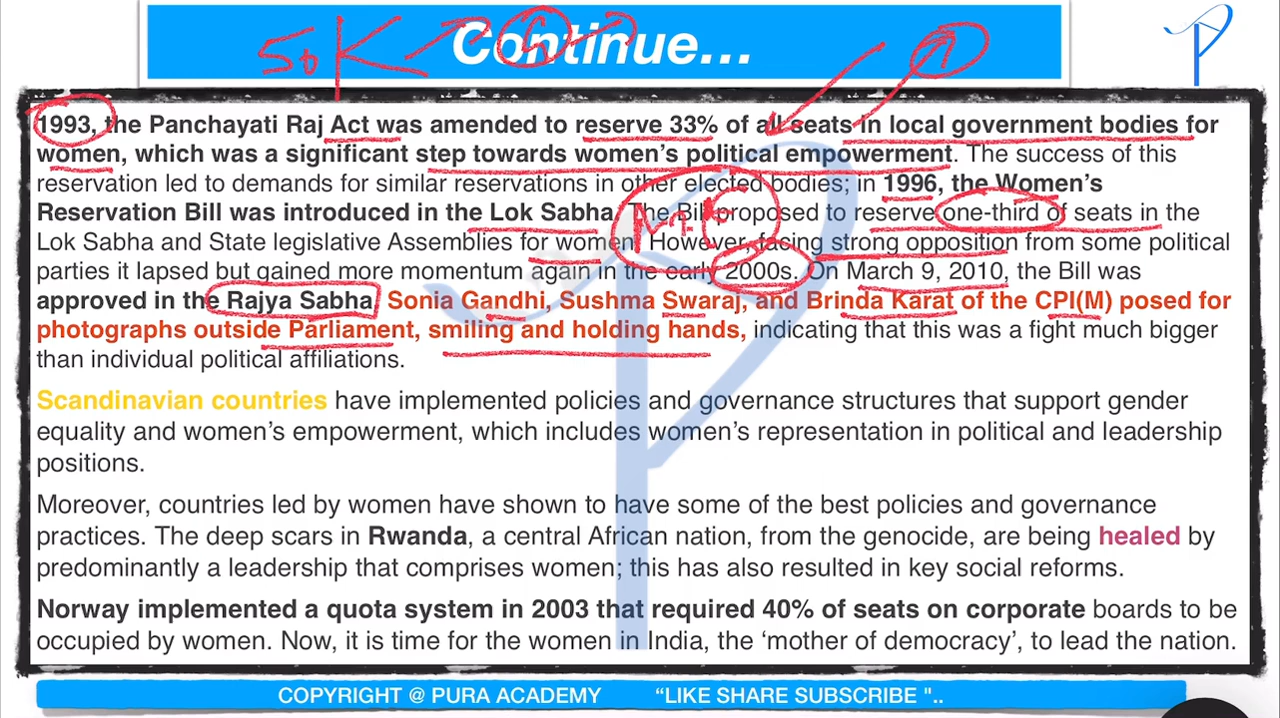 Continue...
50K
1993, the Panchayati Raj Act was amended to reserve 33% of all seats in local government bodies for
women, which was a significant step towards women's political empowerment. The success of this
reservation led to demands for similar reservations in other elected bodies; in 1996, the Women's
Reservation Bill was introduced in the Lok Sabha. The Bill proposed to reserve one-third of seats in the
Lok Sabha and State legislative Assemblies for women. However, facing strong opposition from some political
parties it lapsed but gained more momentum again in the early 2000s. On March 9, 2010, the Bill was
approved in the Rajya Sabha. Sonia Gandhi, Sushma Swaraj, and Brinda Karat of the CPI(M) posed for
photographs outside Parliament, smiling and holding hands, indicating that this was a fight much bigger
than individual political affiliations.
Scandinavian countries have implemented policies and governance structures that support gender
equality and women's empowerment, which includes women's representation in political and leadership
positions.
Moreover, countries led by women have shown to have some of the best policies and governance
practices. The deep scars in Rwanda, a central African nation, from the genocide, are being healed by
predominantly a leadership that comprises women; this has also resulted in key social reforms.
Norway implemented a quota system in 2003 that required 40% of seats on corporate boards to be
occupied by women. Now, it is time for the women in India, the 'mother of democracy', to lead the nation.
COPYRIGHT @ PURA ACADEMY "LIKE SHARE SUBSCRIBE "..